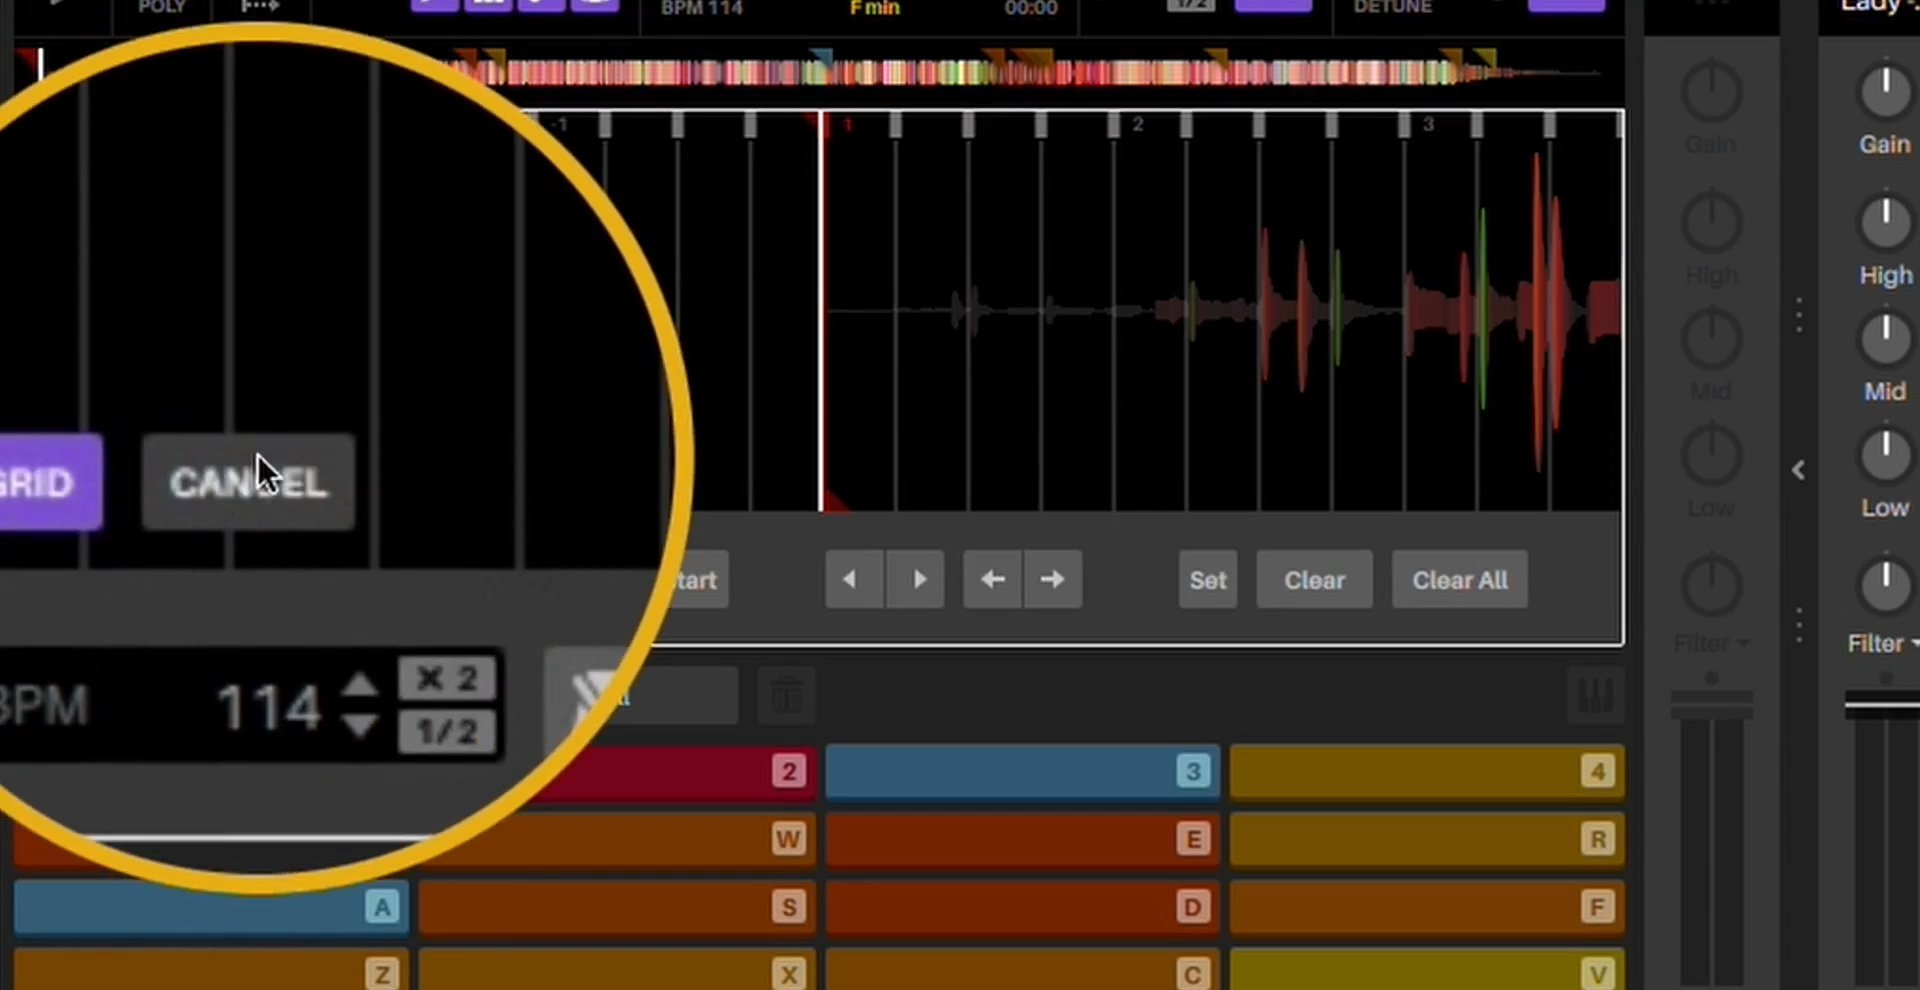 POLY
BPM 114
F min
00:00
1/2
DETUNE
Lady -
-1
1
2
3
Gain
Gain
High
High
Mid
Mid
Low
Low
Filter
Filter
GRID
CANCEL
tart
Set
Clear
Clear All
BPM
114
X 2
1/2
2
3
4
W
E
R
A
S
D
F
Z
X
C
V